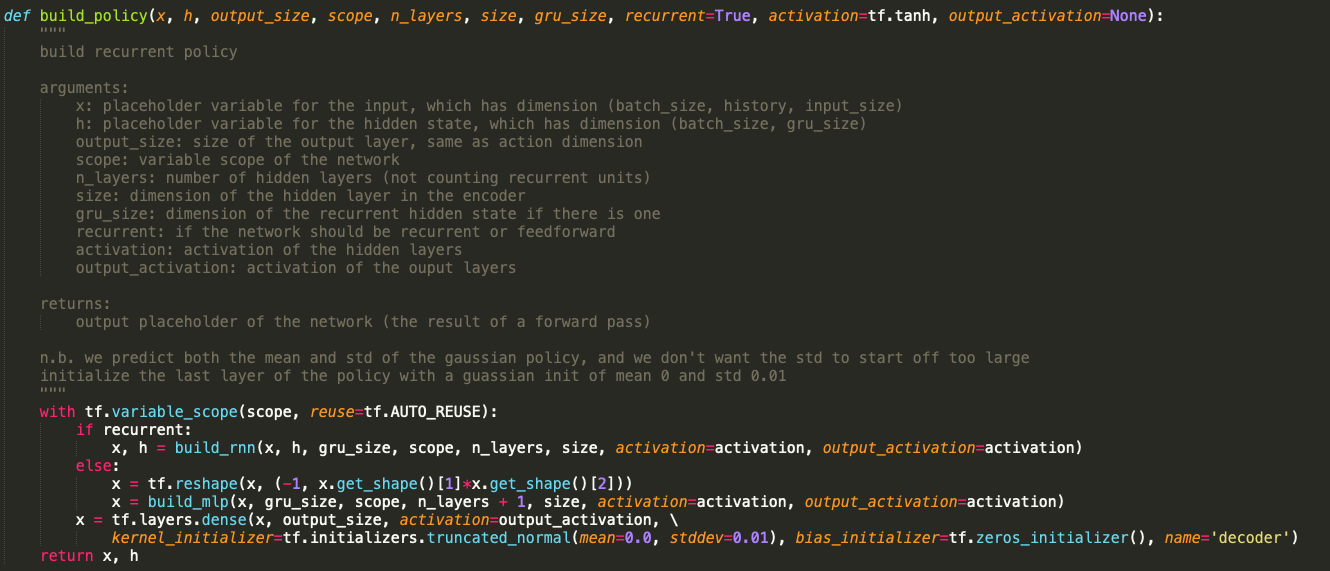 def build_policy(x, h, output_size, scope, n_layers, size, gru_size, recurrent=True, activation=tf.tanh, output_activation=None):
    """
    build recurrent policy

    arguments:
        x: placeholder variable for the input, which has dimension (batch_size, history, input_size)
        h: placeholder variable for the hidden state, which has dimension (batch_size, gru_size)
        output_size: size of the output layer, same as action dimension
        scope: variable scope of the network
        n_layers: number of hidden layers (not counting recurrent units)
        size: dimension of the hidden layer in the encoder
        gru_size: dimension of the recurrent hidden state if there is one
        recurrent: if the network should be recurrent or feedforward
        activation: activation of the hidden layers
        output_activation: activation of the ouput layers

    returns:
        output placeholder of the network (the result of a forward pass)

    n.b. we predict both the mean and std of the gaussian policy, and we don't want the std to start off too large
    initialize the last layer of the policy with a guassian init of mean 0 and std 0.01
    """
    with tf.variable_scope(scope, reuse=tf.AUTO_REUSE):
        if recurrent:
            x, h = build_rnn(x, h, gru_size, scope, n_layers, size, activation=activation, output_activation=activation)
        else:
            x = tf.reshape(x, (-1, x.get_shape()[1]*x.get_shape()[2]))
            x = build_mlp(x, gru_size, scope, n_layers + 1, size, activation=activation, output_activation=activation)
        x = tf.layers.dense(x, output_size, activation=output_activation, \
            kernel_initializer=tf.initializers.truncated_normal(mean=0.0, stddev=0.01), bias_initializer=tf.zeros_initializer(), name='decoder')
    return x, h